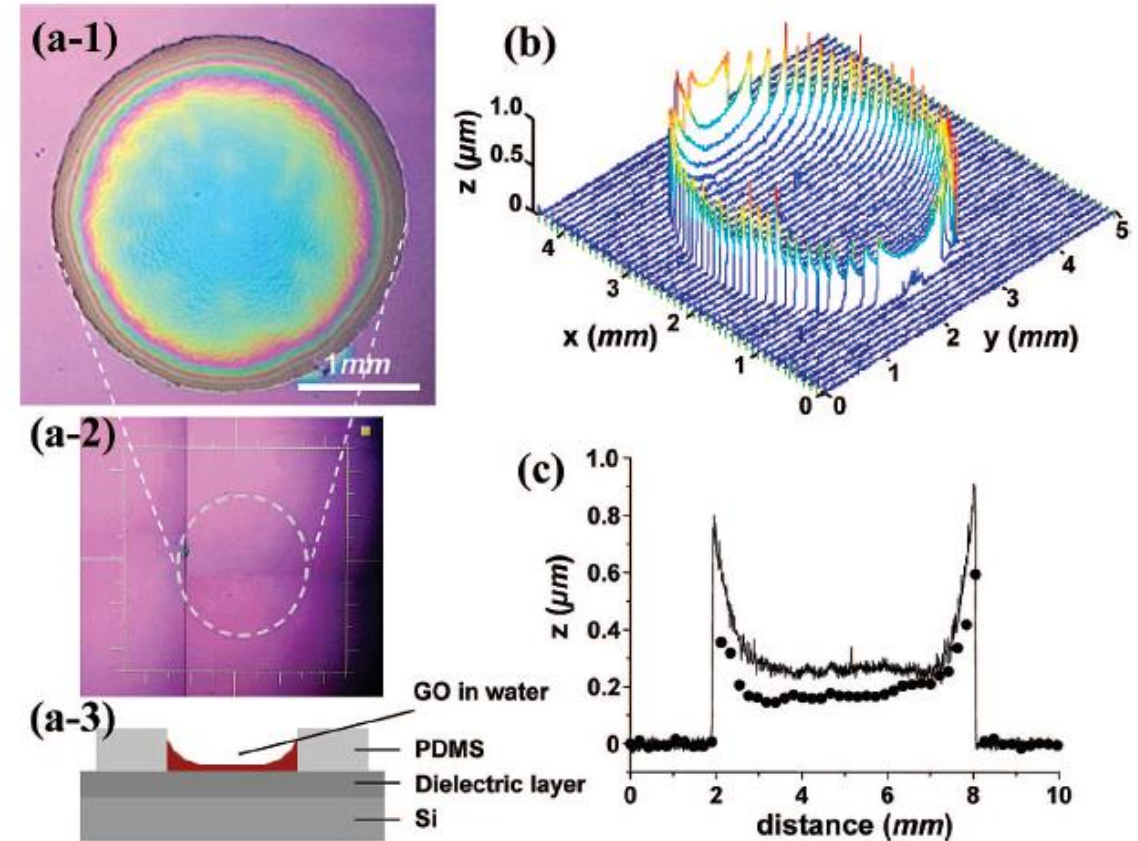 (a-1)
1mm
(a-2)
(a-3)
GO in water
PDMS
Dielectric layer
Si
(b)
1.0
0.5
0
z (μm)
4
3
2
1
0
x (mm)
0
1
2
3
4
5
y (mm)
(c)
1.0
0.8
0.6
0.4
0.2
0
z (μm)
0 2 4 6 8 10
distance (mm)